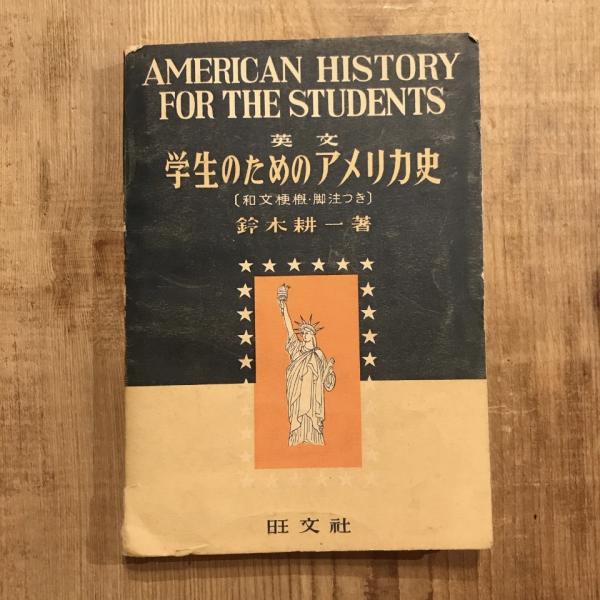 AMERICAN HISTORY
FOR THE STUDENTS
英文
学生のためのアメリカ史
〔和文梗概・脚注つき〕
鈴木耕一著
旺文社